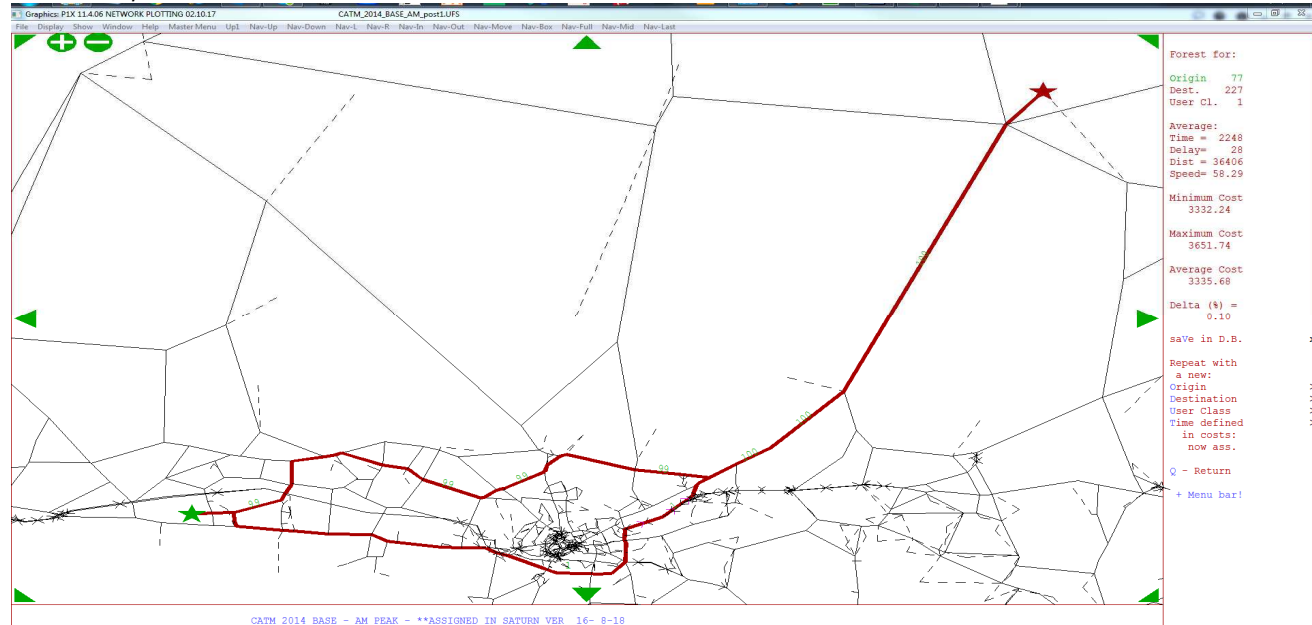 Graphics: P1X 11.4.06 NETWORK PLOTTING 02.10.17 CATM_2014_BASE_AM_post1.UFS
File Display Show Window Help Master Menu Up1 Nav-Up Nav-Down Nav-L Nav-R Nav-In Nav-Out Nav-Move Nav-Box Nav-Full Nav-Mid Nav-Last
Forest for:
Origin 77
Dest. 227
User Cl. 1
Average:
Time = 2248
Delay= 28
Dist = 36406
Speed= 58.29
Minimum Cost
3332.24
Maximum Cost
3651.74
Average Cost
3335.68
Delta (%) =
0.10
saVe in D.B.
Repeat with
a new:
Origin
Destination
User Class
Time defined
in costs:
now ass.
Q - Return
+ Menu bar!
100
100
100
99
99
99
99
1
CATM 2014 BASE - AM PEAK - **ASSIGNED IN SATURN VER 16- 8-18